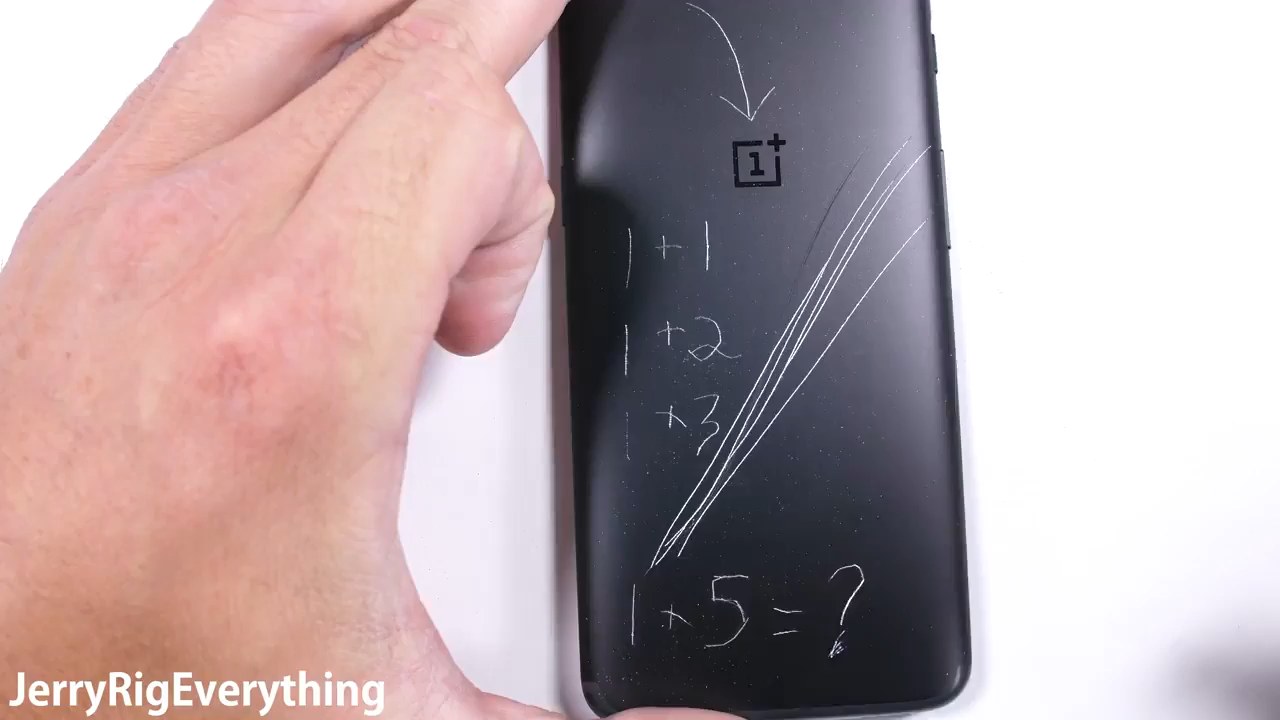 1+
1 + 1
1 + 2
1 + 3
1 + 5 = ?
JerryRigEverything